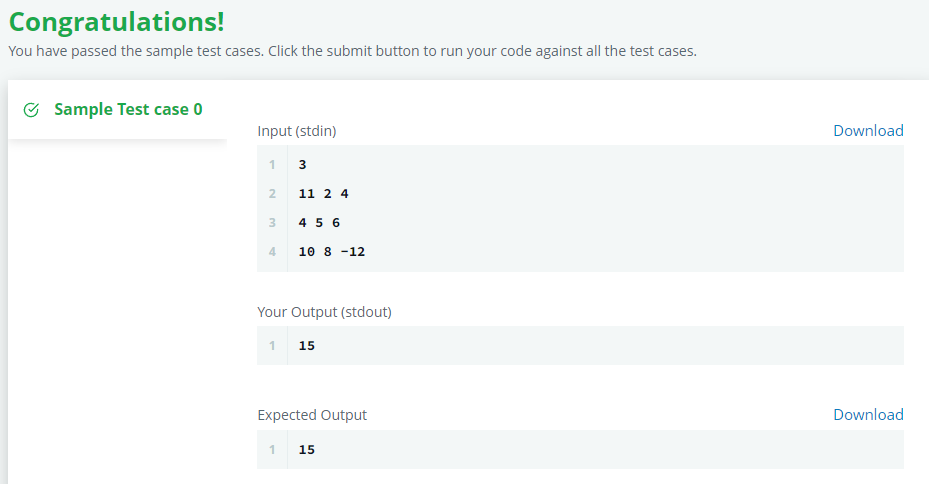 Congratulations!
You have passed the sample test cases. Click the submit button to run your code against all the test cases.
Sample Test case 0
Input (stdin)
Download
1 3
2 11 2 4
3 4 5 6
4 10 8 -12
Your Output (stdout)
1 15
Expected Output
Download
1 15